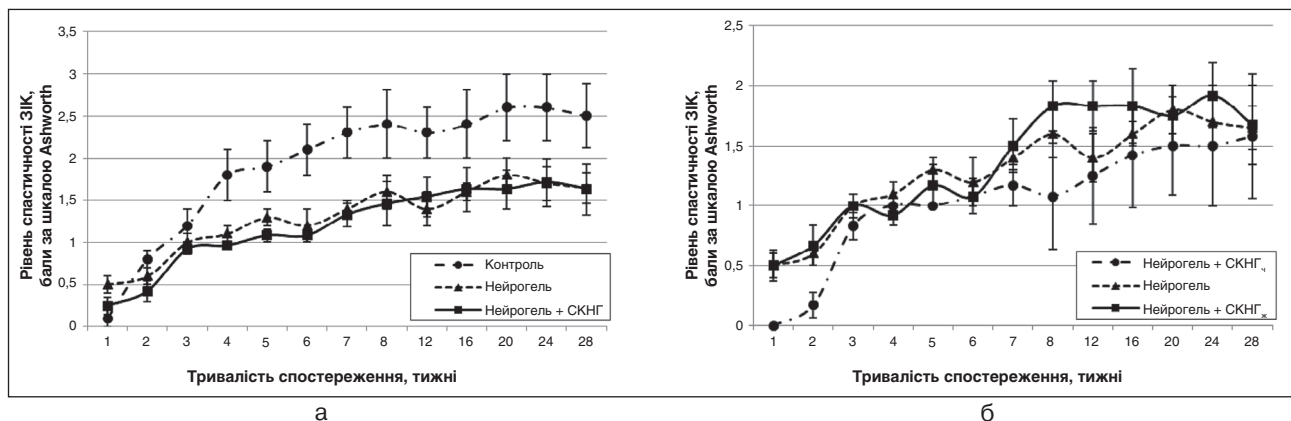 3,5
3
2,5
2
1,5
1
0,5
0
Рівень спастичності ЗІК,
бали за шкалою Ashworth
Контроль
Нейрогель
Нейрогель + СКНГ
1 2 3 4 5 6 7 8 12 16 20 24 28
Тривалість спостереження, тижні
а
2,5
2
1,5
1
0,5
0
Рівень спастичності ЗІК,
бали за шкалою Ashworth
Нейрогель + СКНГч
Нейрогель
Нейрогель + СКНГж
1 2 3 4 5 6 7 8 12 16 20 24 28
Тривалість спостереження, тижні
б